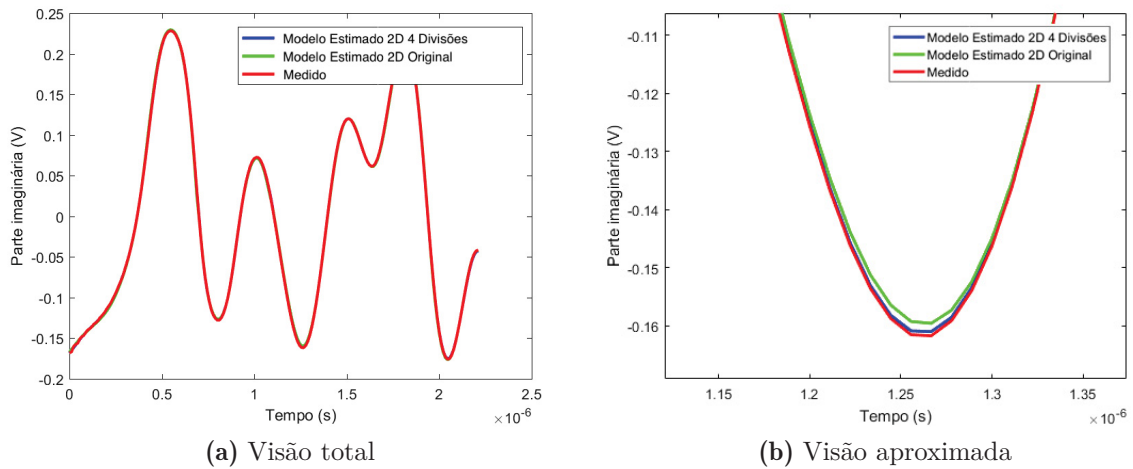 0.25
0.2
0.15
0.1
0.05
0
-0.05
-0.1
-0.15
-0.2
Parte imaginária (V)
Modelo Estimado 2D 4 Divisões
Modelo Estimado 2D Original
Medido
0 0.5 1 1.5 2 2.5
Tempo (s)
×10⁻⁶
(a) Visão total
-0.11
-0.12
-0.13
-0.14
-0.15
-0.16
Parte imaginária (V)
Modelo Estimado 2D 4 Divisões
Modelo Estimado 2D Original
Medido
1.15 1.2 1.25 1.3 1.35
Tempo (s)
×10⁻⁶
(b) Visão aproximada